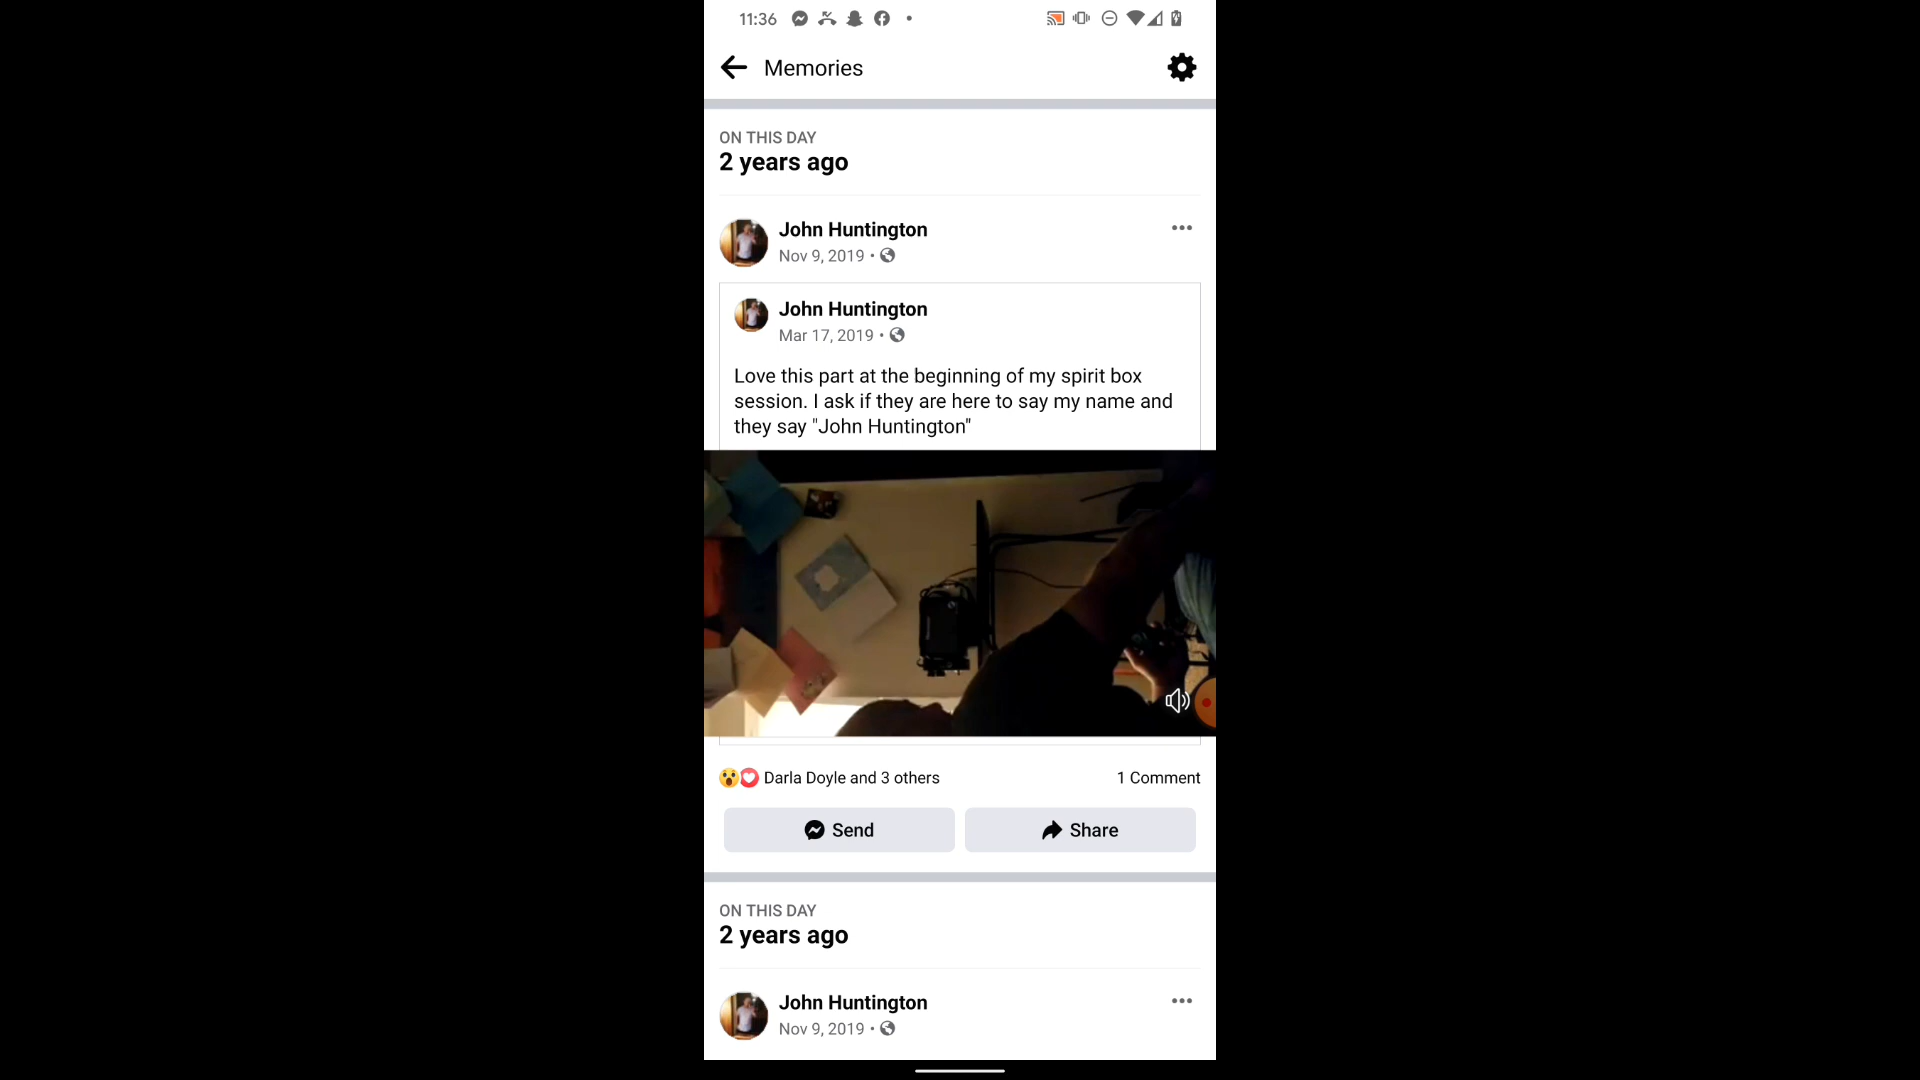 11:36
Memories
ON THIS DAY
2 years ago
John Huntington
Nov 9, 2019 •
John Huntington
Mar 17, 2019 •
Love this part at the beginning of my spirit box
session. I ask if they are here to say my name and
they say "John Huntington"
Darla Doyle and 3 others
1 Comment
Send
Share
ON THIS DAY
2 years ago
John Huntington
Nov 9, 2019 •